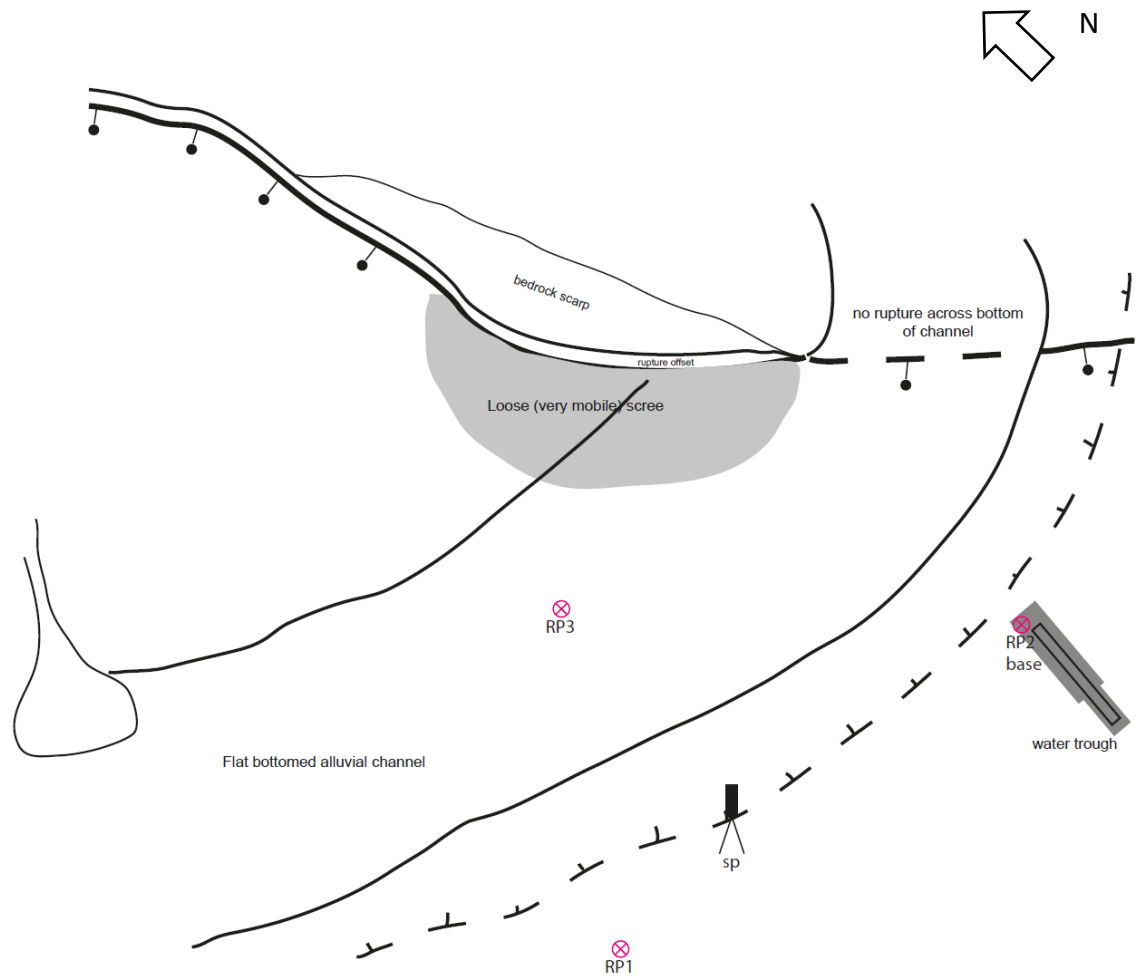 N
bedrock scarp
no rupture across bottom
of channel
rupture offset
Loose (very mobile) scree
RP3
RP2
base
water trough
Flat bottomed alluvial channel
sp
RP1